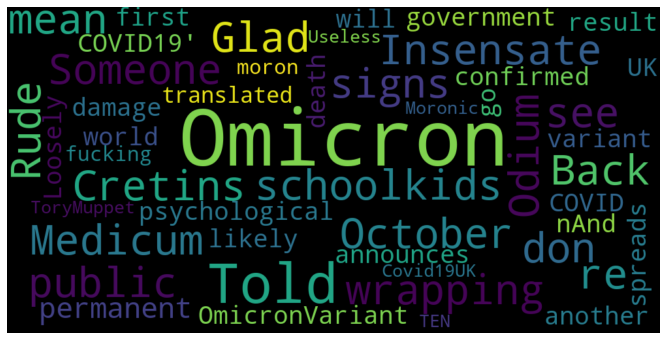 mean first will government result
COVID19' Glad Useless Insensate
Someone moron signs confirmed UK
Rude Loosely damage translated death Moronic go Odium see
world Omicron variant
fucking Cretins schoolkids Back
ToryMuppet psychological October COVID nAnd spreads
Medicum likely announces don
public Told Covid19UK wrapping re
permanent OmicronVariant TEN another